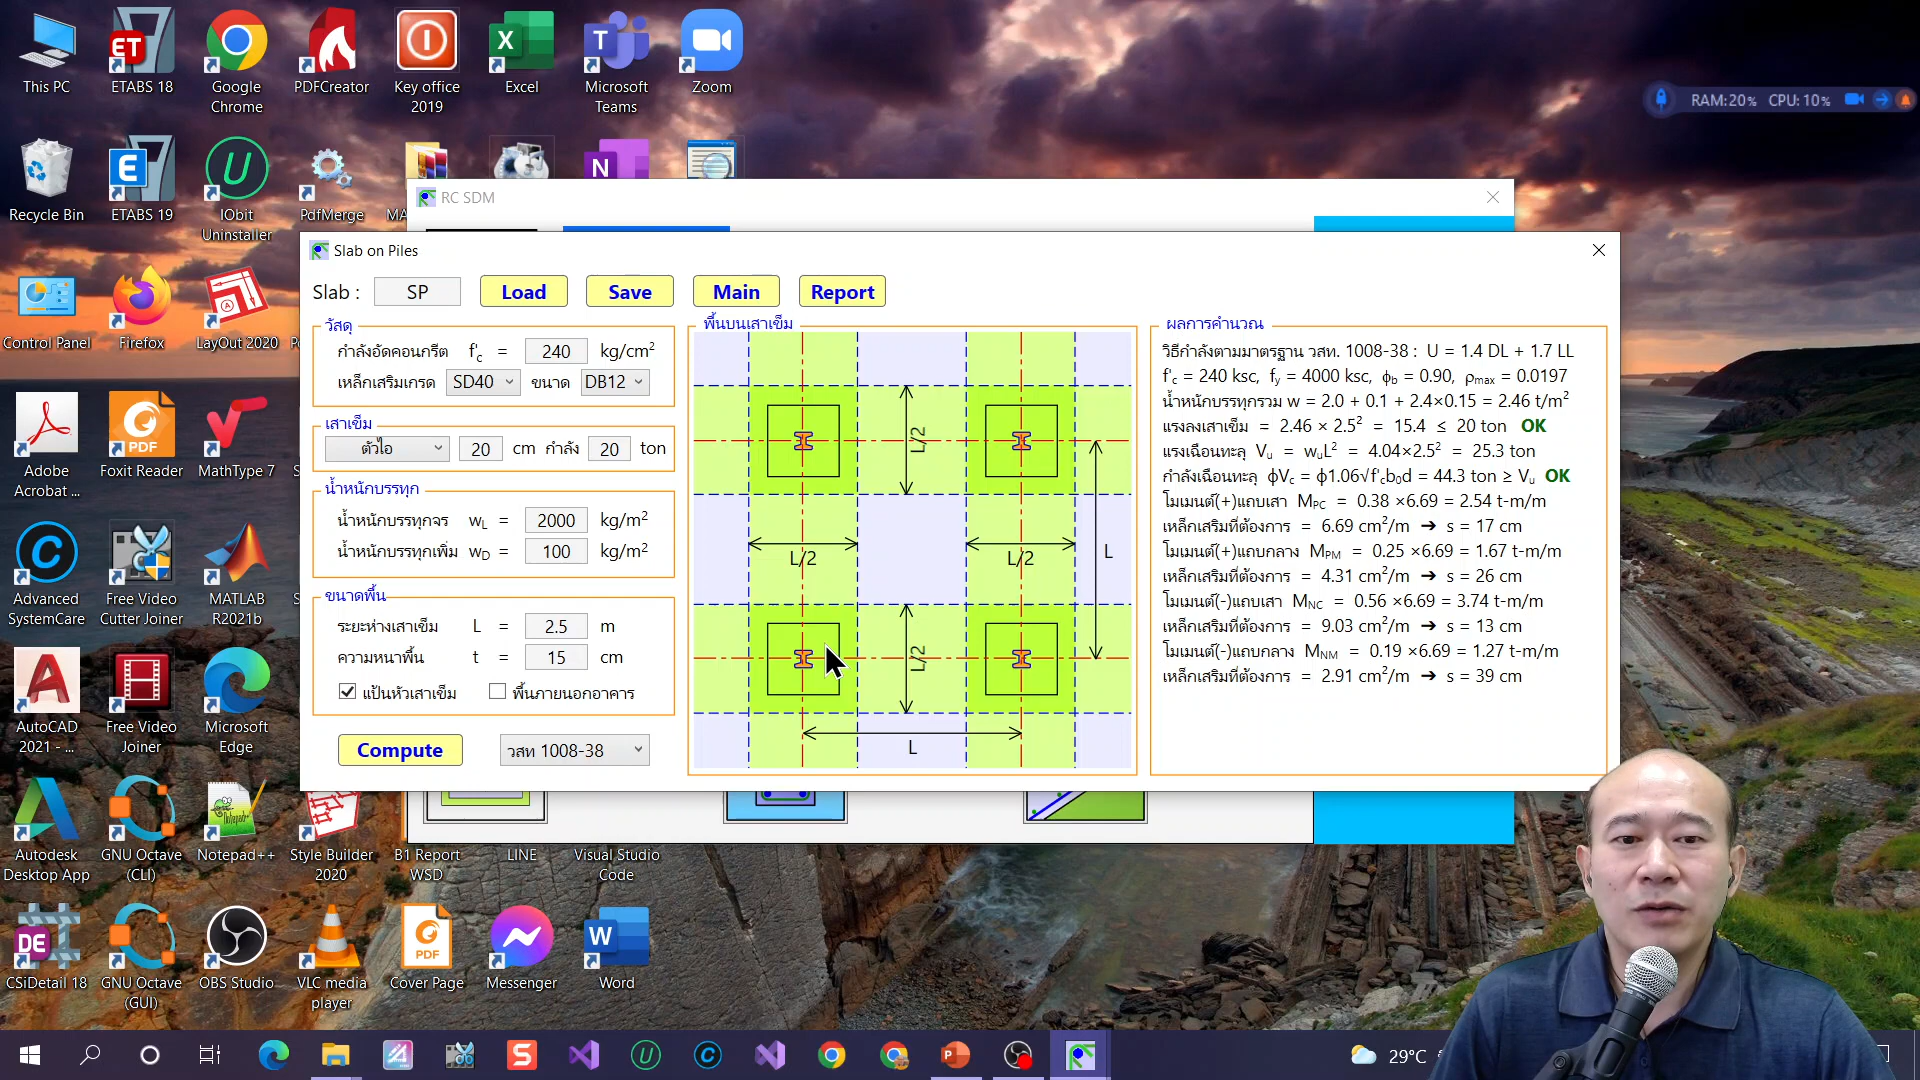 This PC
ETABS 18
Google Chrome
PDFCreator
Key office 2019
Excel
Microsoft Teams
Zoom
RAM:20% CPU:10%
Recycle Bin
ETABS 19
IObit Uninstaller
PdfMerge
MA
RC SDM
Slab on Piles
Slab : SP Load Save Main Report
วัสดุ
กำลังอัดคอนกรีต f'c = 240 kg/cm²
เหล็กเสริมเกรด SD40 ขนาด DB12
เสาเข็ม
ตัวไอ 20 cm กำลัง 20 ton
น้ำหนักบรรทุก
น้ำหนักบรรทุกจร wL = 2000 kg/m²
น้ำหนักบรรทุกเพิ่ม wD = 100 kg/m²
ขนาดพื้น
ระยะห่างเสาเข็ม L = 2.5 m
ความหนาพื้น t = 15 cm
แป้นหัวเสาเข็ม พื้นภายนอกอาคาร
Compute วสท 1008-38
พื้นบนเสาเข็ม
L/2
L/2 L/2 L
L/2
L
ผลการคำนวณ
วิธีกำลังตามมาตรฐาน วสท. 1008-38 : U = 1.4 DL + 1.7 LL
f'c = 240 ksc, fy = 4000 ksc, ϕb = 0.90, ρmax = 0.0197
น้ำหนักบรรทุกรวม w = 2.0 + 0.1 + 2.4×0.15 = 2.46 t/m²
แรงลงเสาเข็ม = 2.46 × 2.5² = 15.4 ≤ 20 ton OK
แรงเฉือนทะลุ Vu = wuL² = 4.04×2.5² = 25.3 ton
กำลังเฉือนทะลุ ϕVc = ϕ1.06√f'cb0d = 44.3 ton ≥ Vu OK
โมเมนต์(+)แถบเสา MPC = 0.38 ×6.69 = 2.54 t-m/m
เหล็กเสริมที่ต้องการ = 6.69 cm²/m ➔ s = 17 cm
โมเมนต์(+)แถบกลาง MPM = 0.25 ×6.69 = 1.67 t-m/m
เหล็กเสริมที่ต้องการ = 4.31 cm²/m ➔ s = 26 cm
โมเมนต์(-)แถบเสา MNC = 0.56 ×6.69 = 3.74 t-m/m
เหล็กเสริมที่ต้องการ = 9.03 cm²/m ➔ s = 13 cm
โมเมนต์(-)แถบกลาง MNM = 0.19 ×6.69 = 1.27 t-m/m
เหล็กเสริมที่ต้องการ = 2.91 cm²/m ➔ s = 39 cm
Control Panel
Firefox
LayOut 2020
Adobe Acrobat ...
Foxit Reader
MathType 7
Advanced SystemCare
Free Video Cutter Joiner
MATLAB R2021b
AutoCAD 2021 - ...
Free Video Joiner
Microsoft Edge
Autodesk Desktop App
GNU Octave (CLI)
Notepad++
Style Builder 2020
B1 Report WSD
LINE
Visual Studio Code
CSiDetail 18
GNU Octave (GUI)
OBS Studio
VLC media player
Cover Page
Messenger
Word
29°C